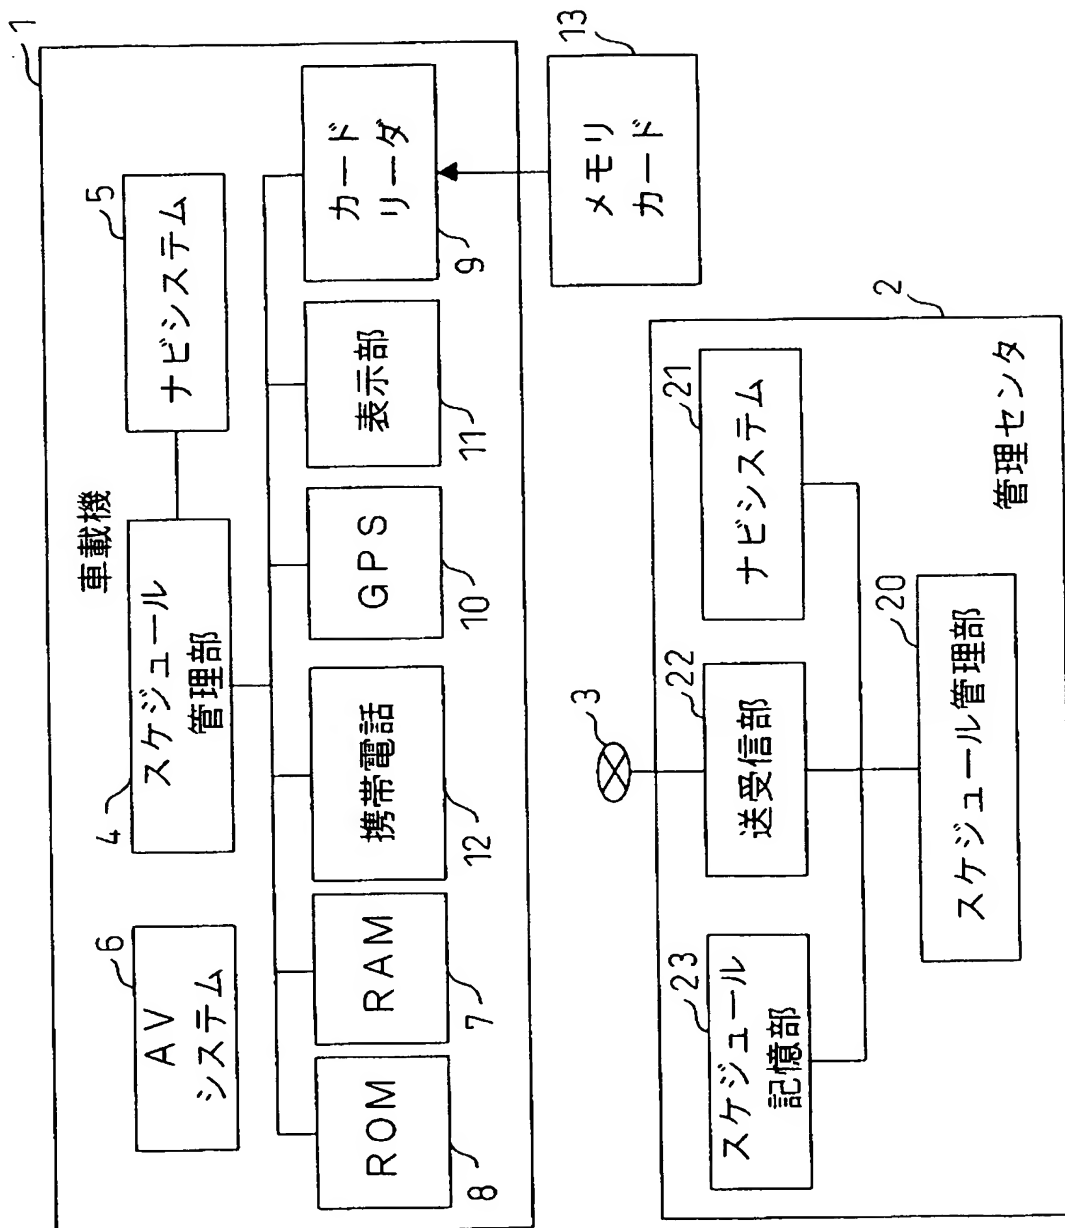 1
車載機
6
AV
システム
4
スケジュール
管理部
5
ナビシステム
ROM
8
RAM
7
携帯電話
12
GPS
10
表示部
11
カード
リーダ
9
13
メモリ
カード
3
2
23
スケジュール
記憶部
22
送受信部
21
ナビシステム
20
スケジュール管理部
管理センタ